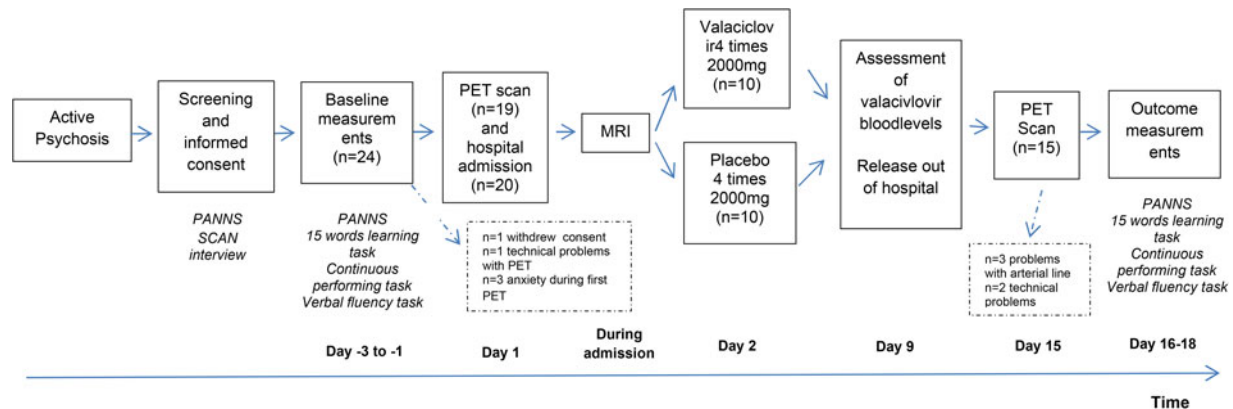 Active
Psychosis
Screening
and
informed
consent
PANNS
SCAN
interview
Baseline
measurem
ents
(n=24)
PANNS
15 words learning
task
Continuous
performing task
Verbal fluency task
PET scan
(n=19)
and
hospital
admission
(n=20)
n=1 withdrew consent
n=1 technical problems
with PET
n=3 anxiety during first
PET
MRI
Valaciclov
ir4 times
2000mg
(n=10)
Placebo
4 times
2000mg
(n=10)
Assessment
of
valacivlovir
bloodlevels
Release out
of hospital
PET
Scan
(n=15)
n=3 problems
with arterial line
n=2 technical
problems
Outcome
measurem
ents
PANNS
15 words learning
task
Continuous
performing task
Verbal fluency task
Day -3 to -1
Day 1
During
admission
Day 2
Day 9
Day 15
Day 16-18
Time